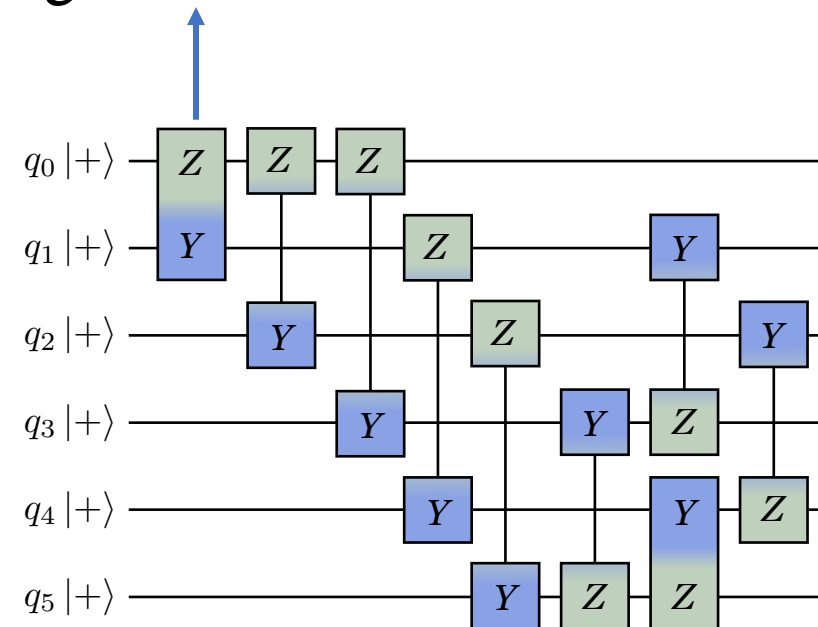 q₀ |+⟩ Z Z Z
q₁ |+⟩ Y Z Y
q₂ |+⟩ Y Z Y
q₃ |+⟩ Y Y Z
q₄ |+⟩ Y Y Z
q₅ |+⟩ Y Z Z